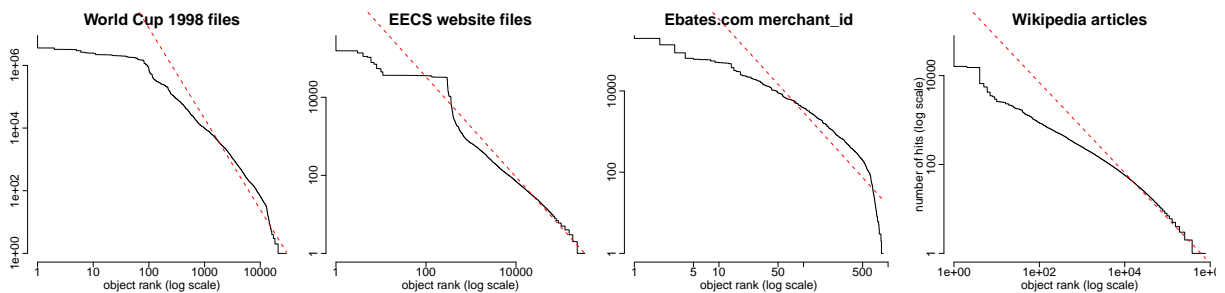 World Cup 1998 files
1e+06
1e+04
1e+02
1e+00
1 10 100 1000 10000
object rank (log scale)
EECS website files
10000
100
1
1 100 10000
object rank (log scale)
Ebates.com merchant_id
10000
100
1
1 5 10 50 500
object rank (log scale)
Wikipedia articles
number of hits (log scale)
10000
100
1
1e+00 1e+02 1e+04 1e+0
object rank (log scale)